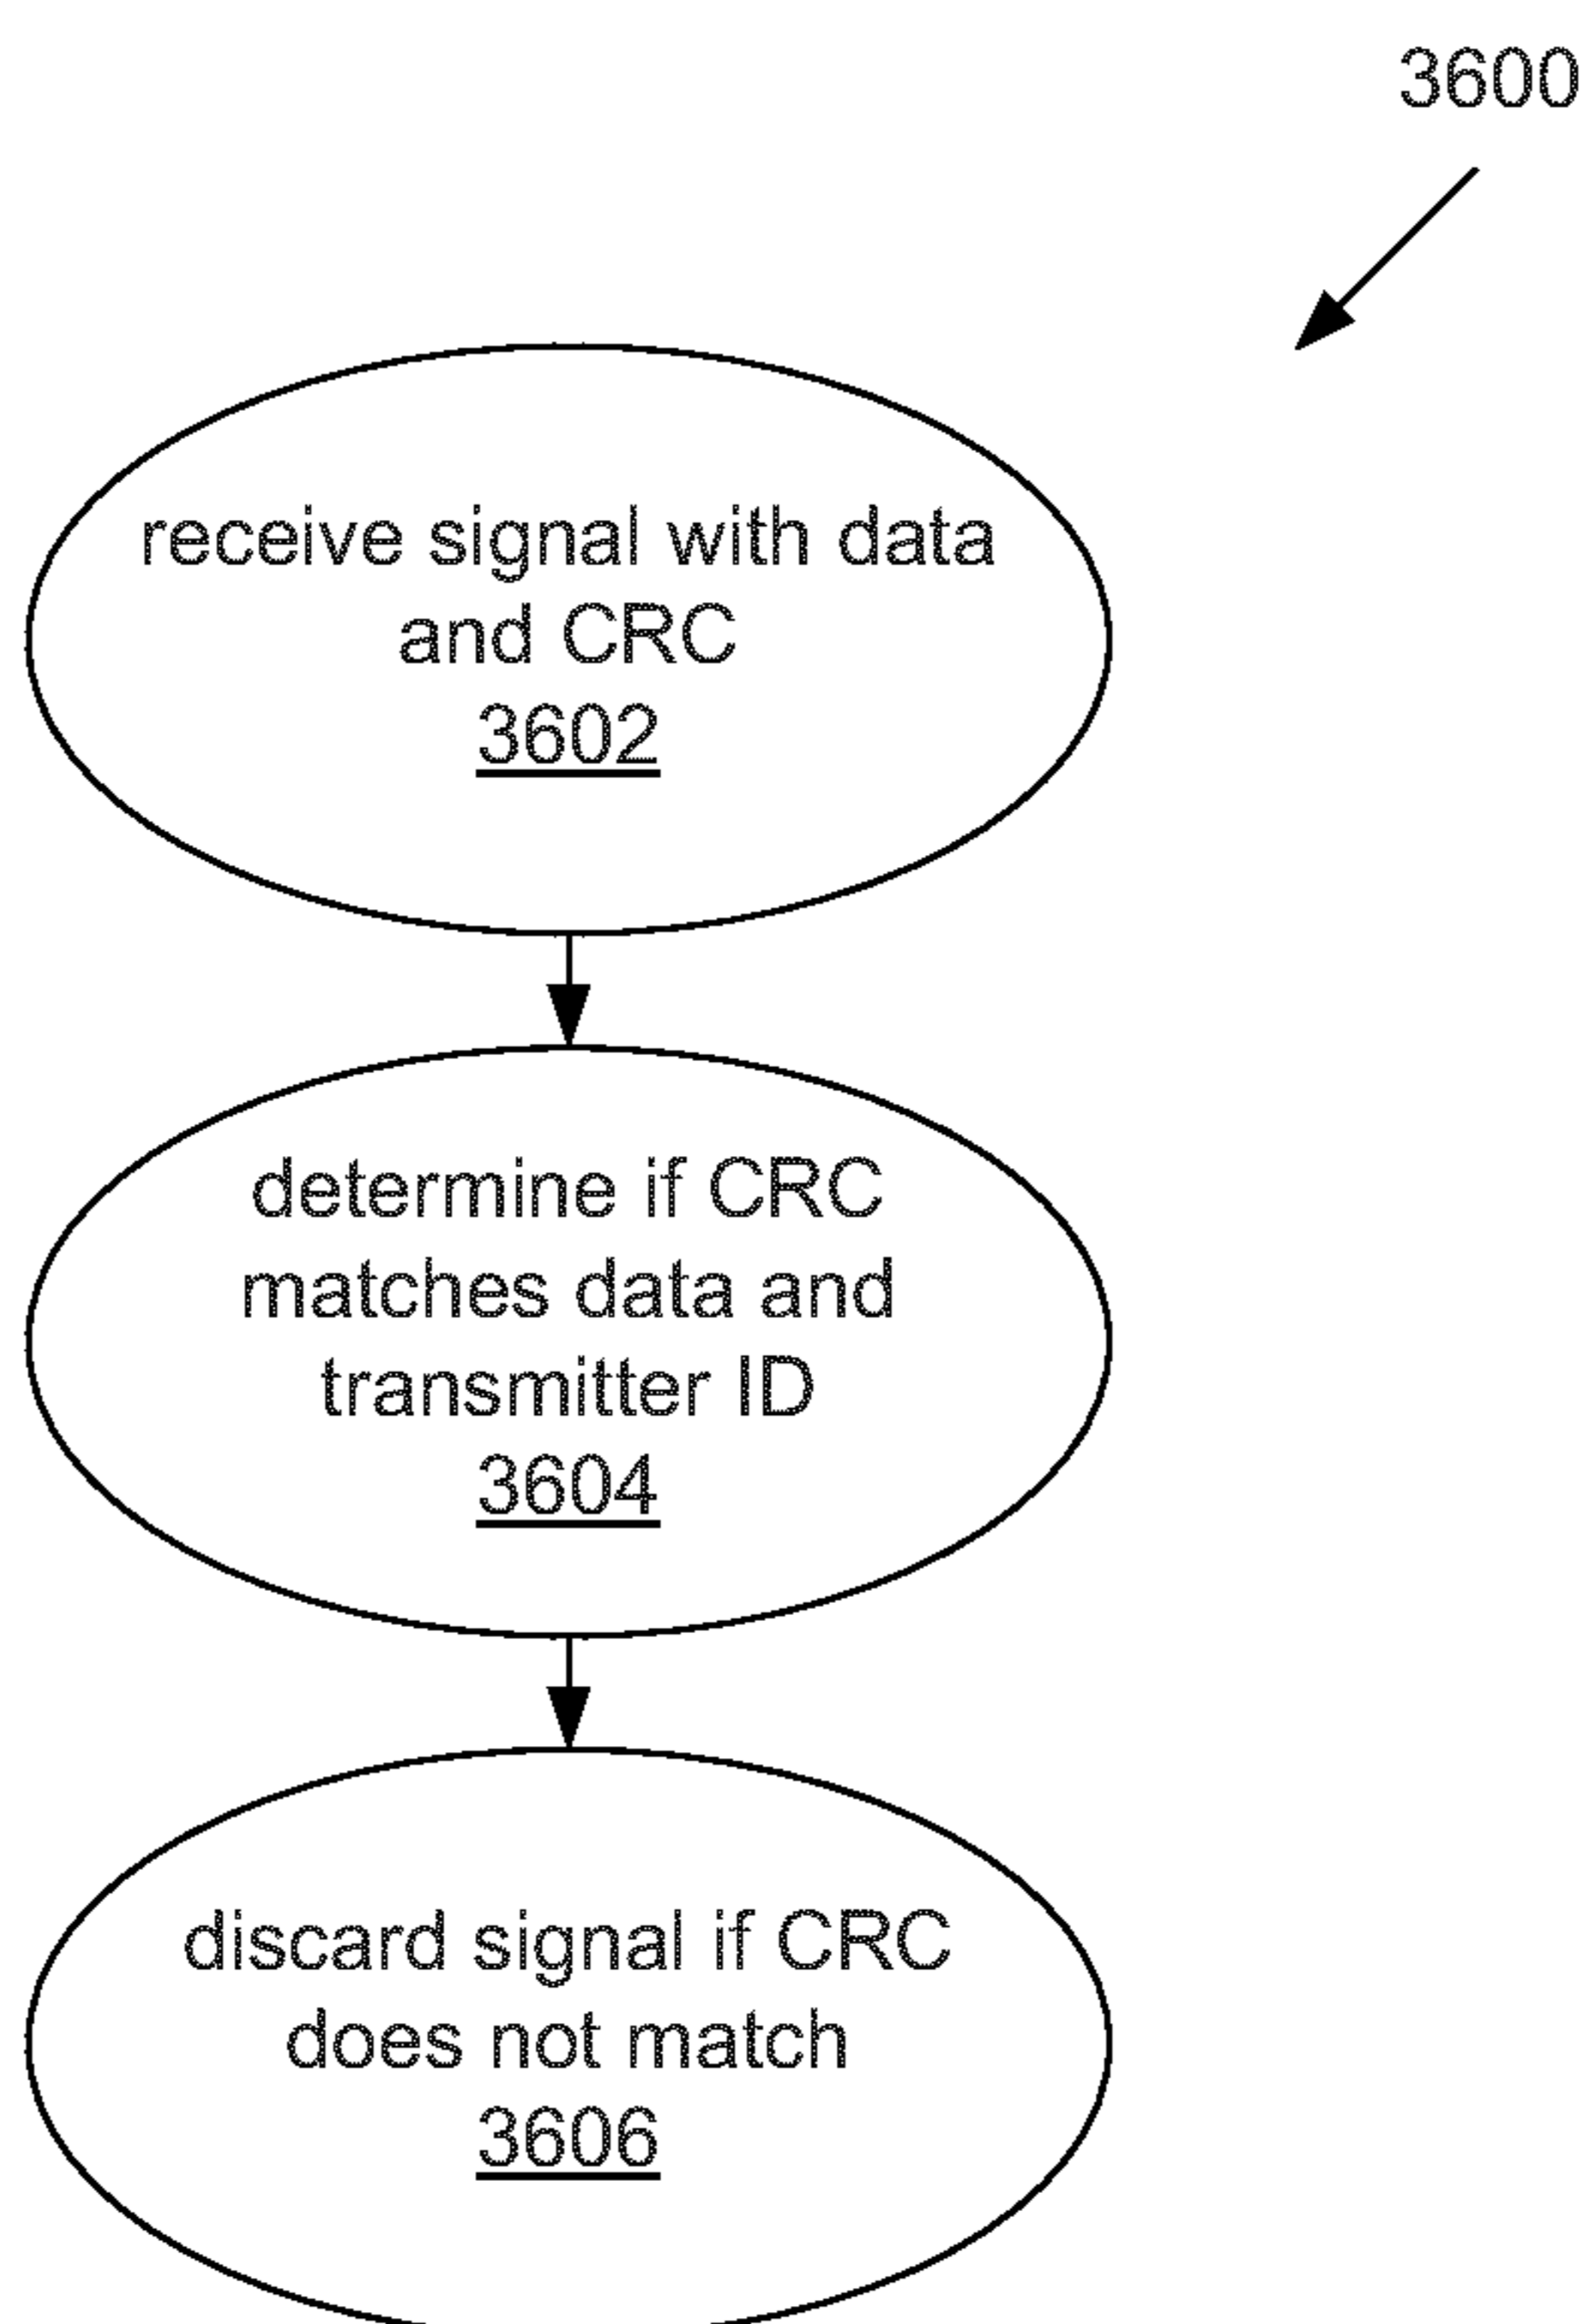 3600
receive signal with data
and CRC
3602
determine if CRC
matches data and
transmitter ID
3604
discard signal if CRC
does not match
3606